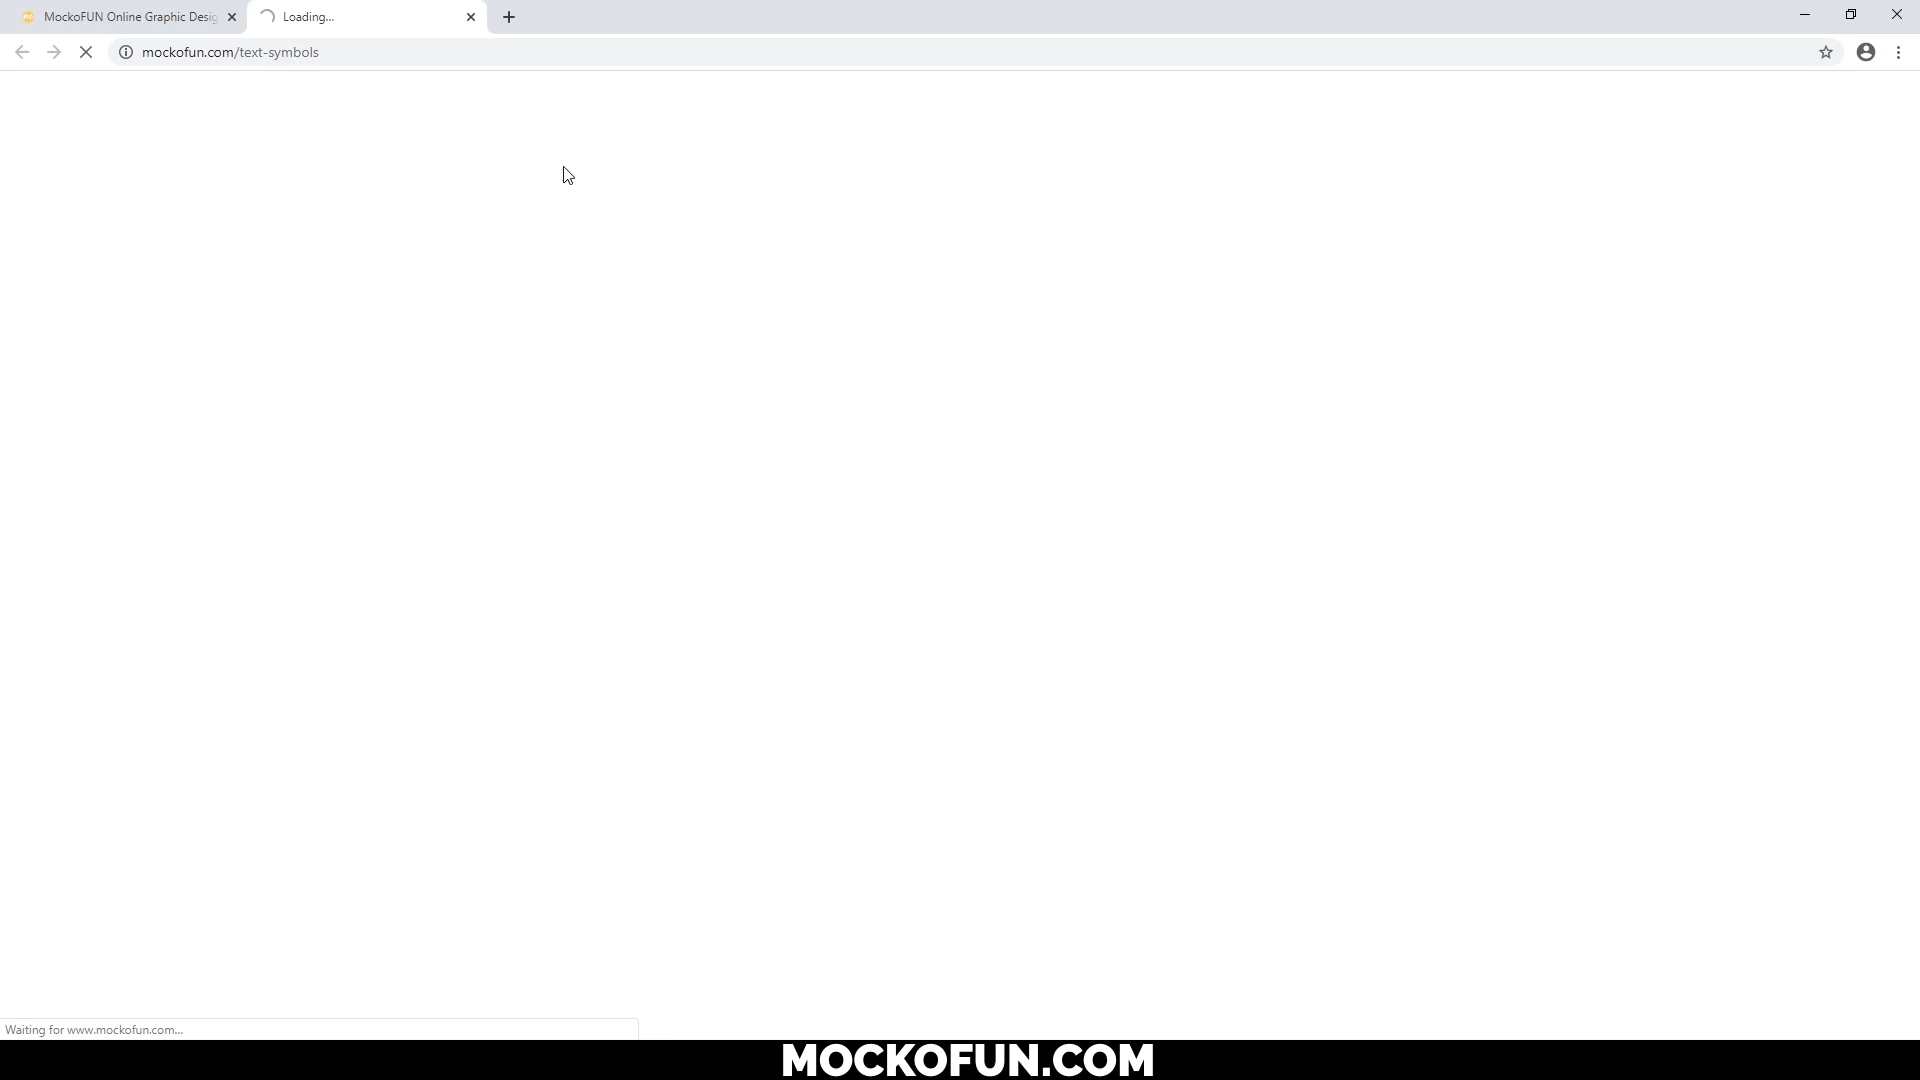 MockoFUN Online Graphic Desig
Loading...
mockofun.com/text-symbols
Waiting for www.mockofun.com...
MOCKOFUN.COM